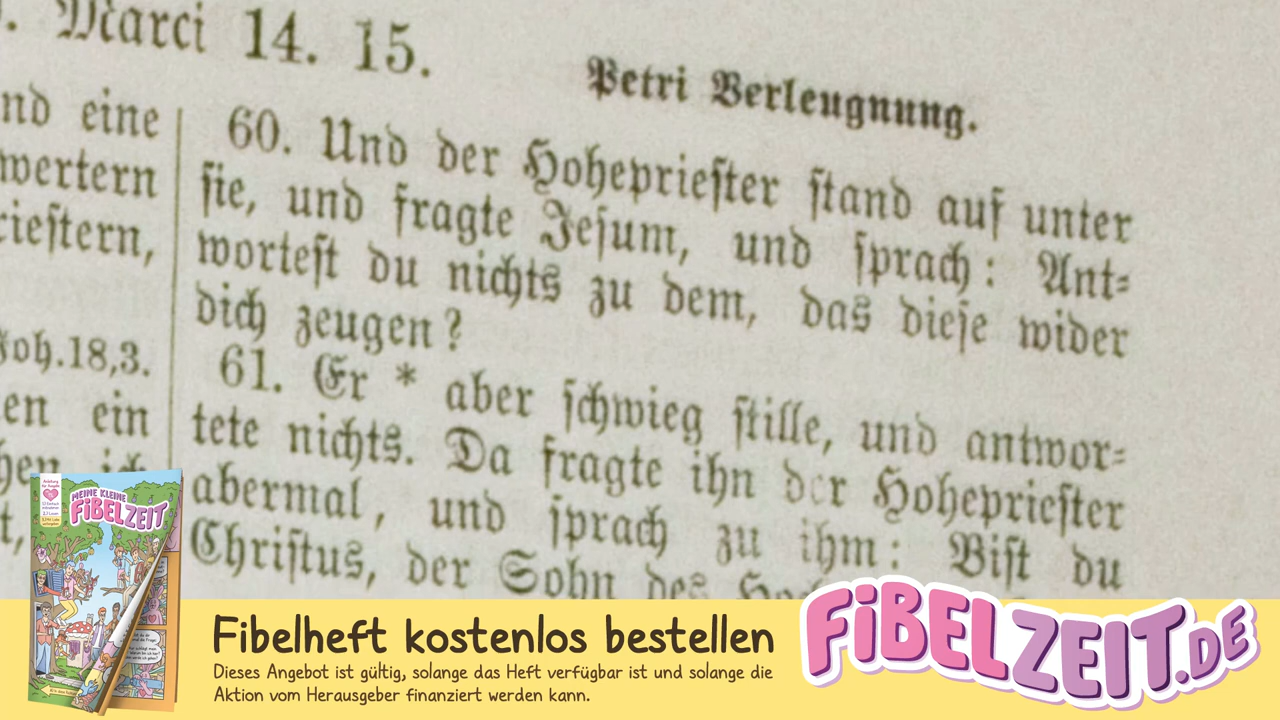 . Marci 14. 15.
Petri Verleugnung.
nd eine
wertern
riestern,
Joh.18,3.
en ein
60. Und der Hohepriester stand auf unter
sie, und fragte Jesum, und sprach: Ant=
wortest du nichts zu dem, das diese wider
dich zeugen?
61. Er * aber schwieg stille, und antwor=
tete nichts. Da fragte ihn der Hohepriester
abermal, und sprach zu ihm: Bist du
Christus, der Sohn des
MEINE KLEINE
FiBELZEiT
Fibelheft kostenlos bestellen
Dieses Angebot ist gültig, solange das Heft verfügbar ist und solange die
Aktion vom Herausgeber finanziert werden kann.
FiBELZEiT.DE